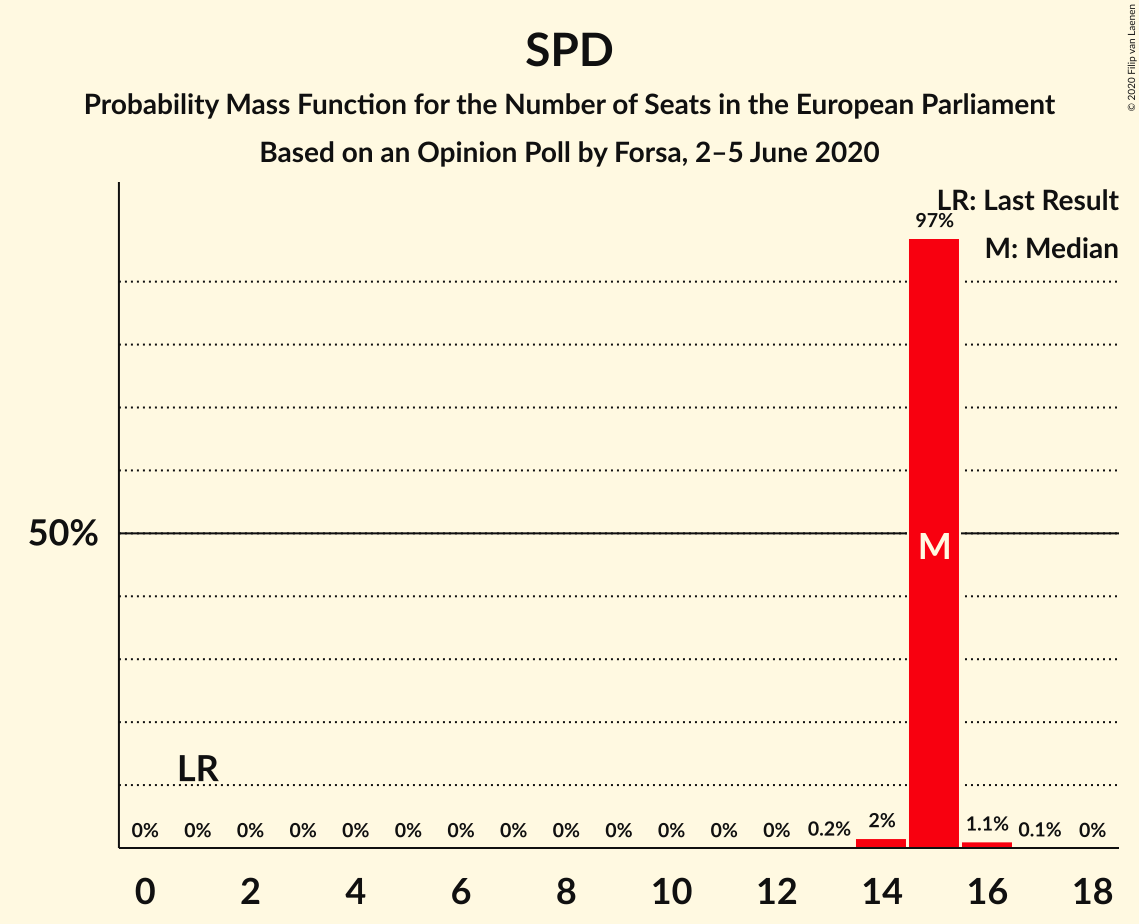 SPD
Probability Mass Function for the Number of Seats in the European Parliament
Based on an Opinion Poll by Forsa, 2–5 June 2020
© 2020 Filip van Laenen
LR: Last Result
M: Median
97%
50%
M
LR
0% 0% 0% 0% 0% 0% 0% 0% 0% 0% 0% 0% 0% 0.2% 2% 1.1% 0.1% 0%
0 2 4 6 8 10 12 14 16 18